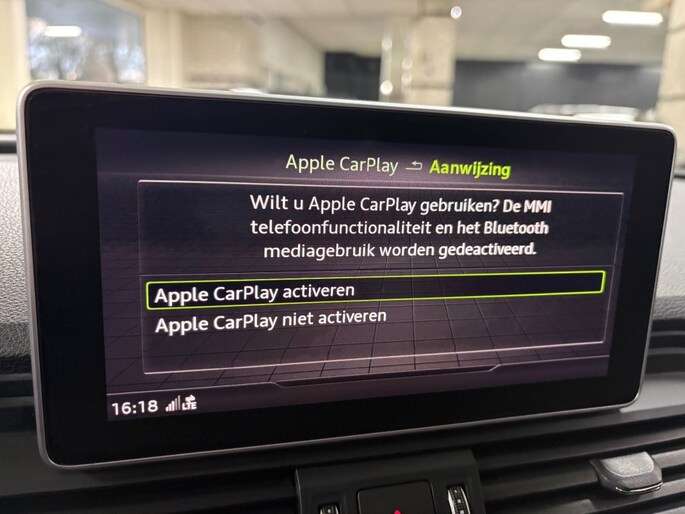 Apple CarPlay Aanwijzing
Wilt u Apple CarPlay gebruiken? De MMI
telefoonfunctionaliteit en het Bluetooth
mediagebruik worden gedeactiveerd.
Apple CarPlay activeren
Apple CarPlay niet activeren
16:18 LTE